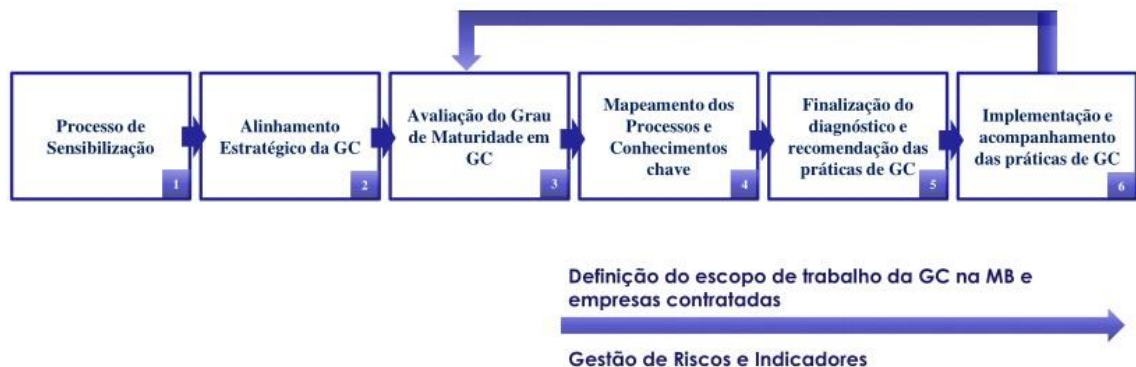 Processo de
Sensibilização
1
Alinhamento
Estratégico da GC
2
Avaliação do Grau
de Maturidade em
GC
3
Mapeamento dos
Processos e
Conhecimentos
chave
4
Finalização do
diagnóstico e
recomendação das
práticas de GC
5
Implementação e
acompanhamento
das práticas de GC
6
Definição do escopo de trabalho da GC na MB e
empresas contratadas
Gestão de Riscos e Indicadores